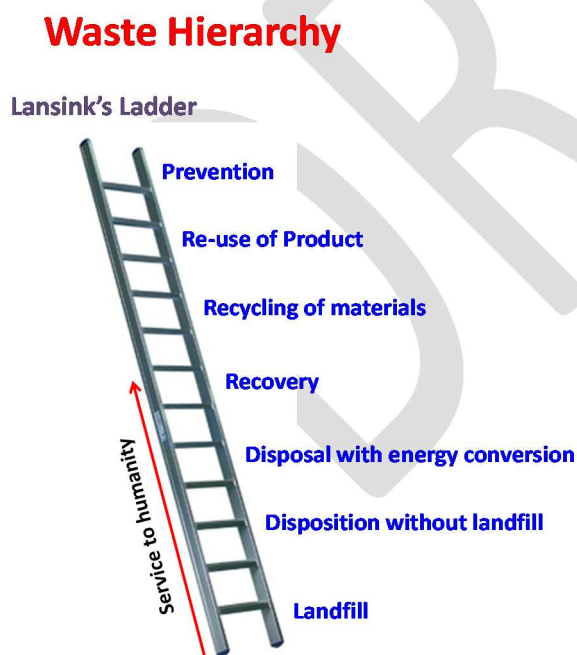 Waste Hierarchy
Lansink's Ladder
Prevention
Re-use of Product
Recycling of materials
Recovery
Disposal with energy conversion
Disposition without landfill
Landfill
Service to humanity